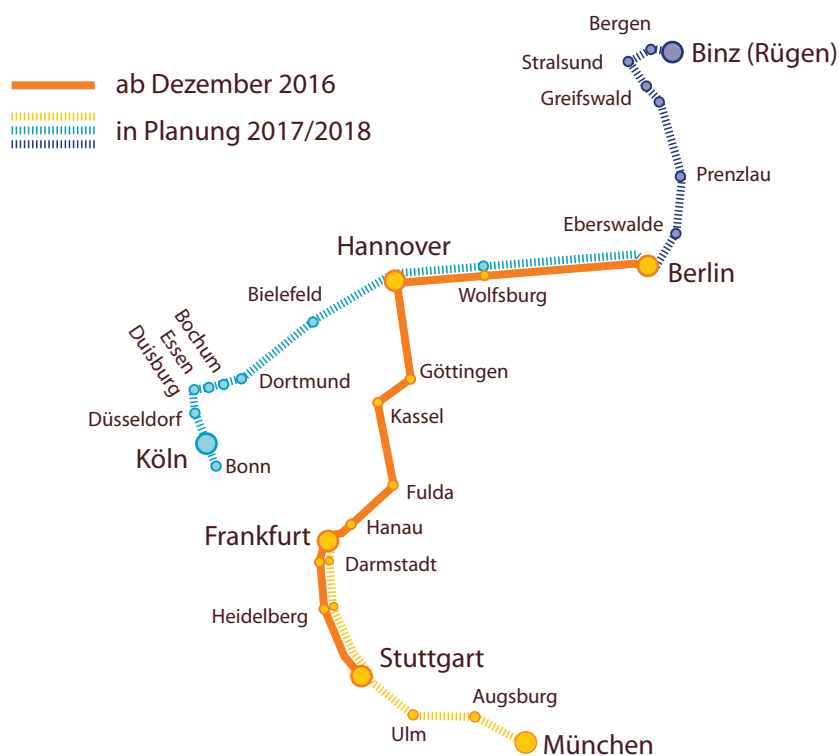 Bergen
Binz (Rügen)
Stralsund
ab Dezember 2016
Greifswald
in Planung 2017/2018
Prenzlau
Eberswalde
Hannover
Berlin
Wolfsburg
Bielefeld
Bochum
Essen
Duisburg
Göttingen
Dortmund
Kassel
Düsseldorf
Köln
Bonn
Fulda
Hanau
Frankfurt
Darmstadt
Heidelberg
Stuttgart
Augsburg
Ulm
München